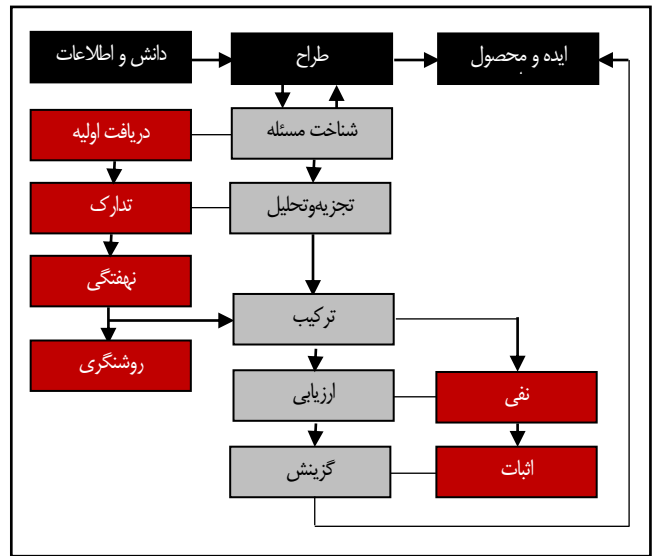 دانش و اطلاعات
طراح
ایده و محصول
شناخت مسئله
دریافت اولیه
تجزیه‌وتحلیل
تدارک
نهفتگی
ترکیب
روشنگری
ارزیابی
نفی
گزینش
اثبات